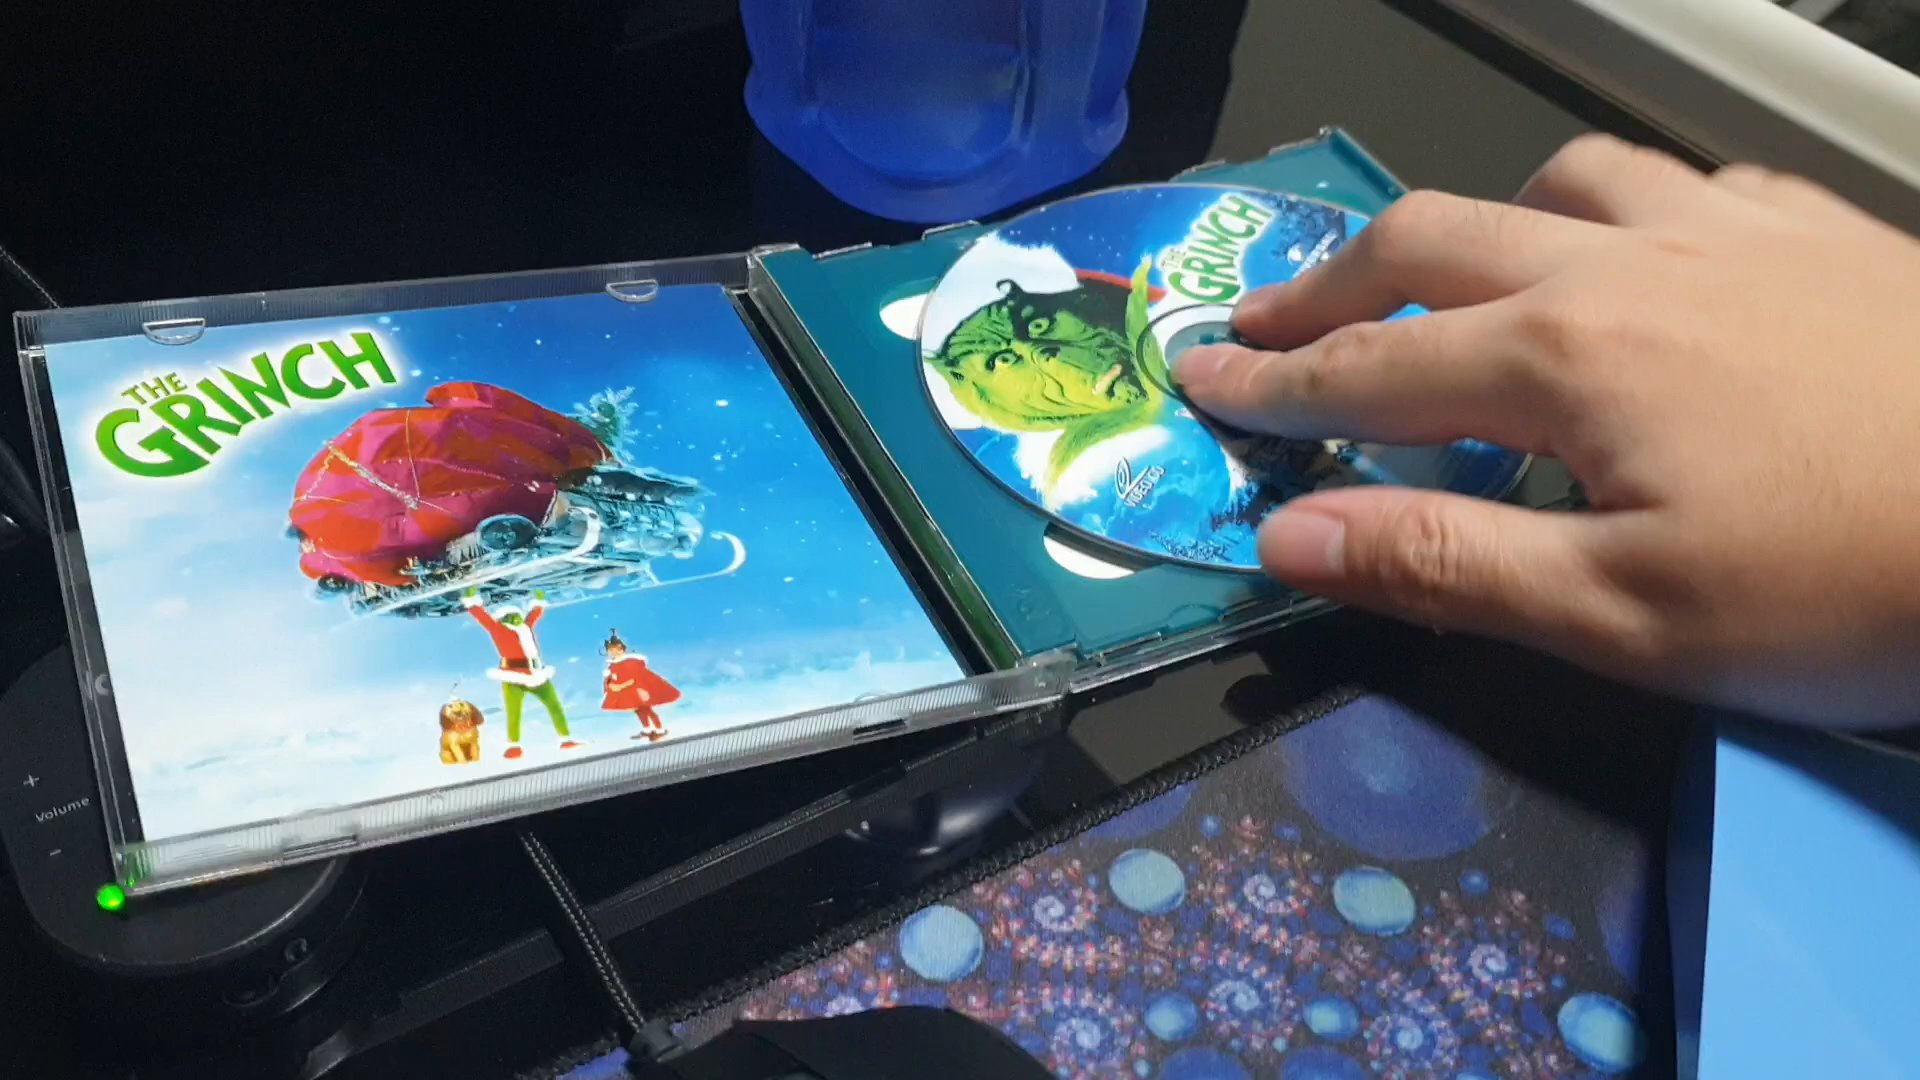 THE
GRINCH
THE
GRINCH
VIDEO CD
+
Volume
-